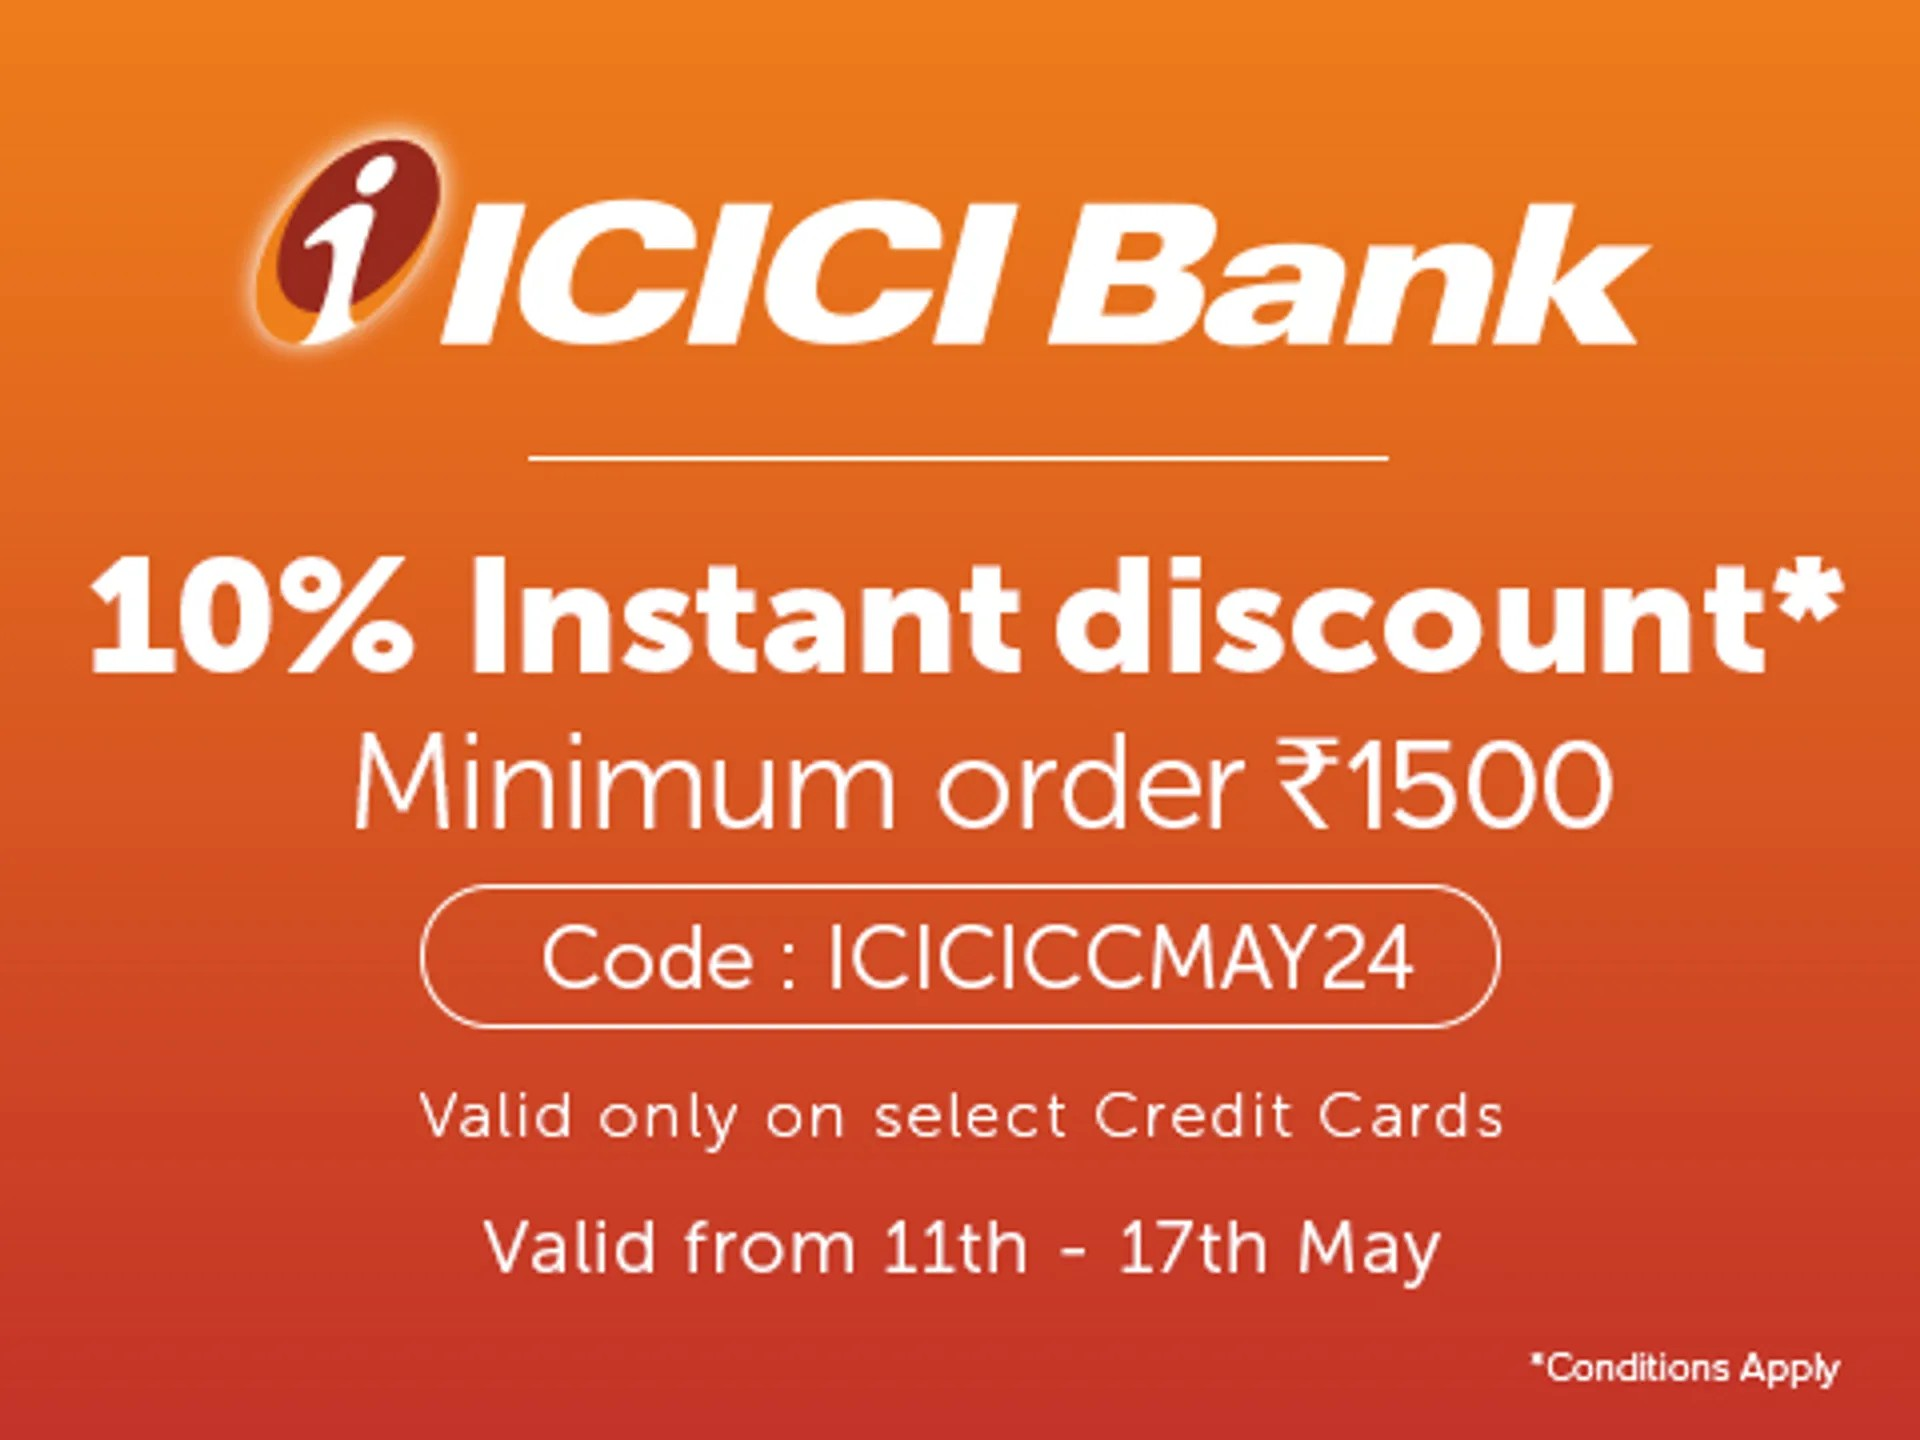 i ICICI Bank
10% Instant discount*
Minimum order ₹1500
Code : ICICICCMAY24
Valid only on select Credit Cards
Valid from 11th - 17th May
*Conditions Apply